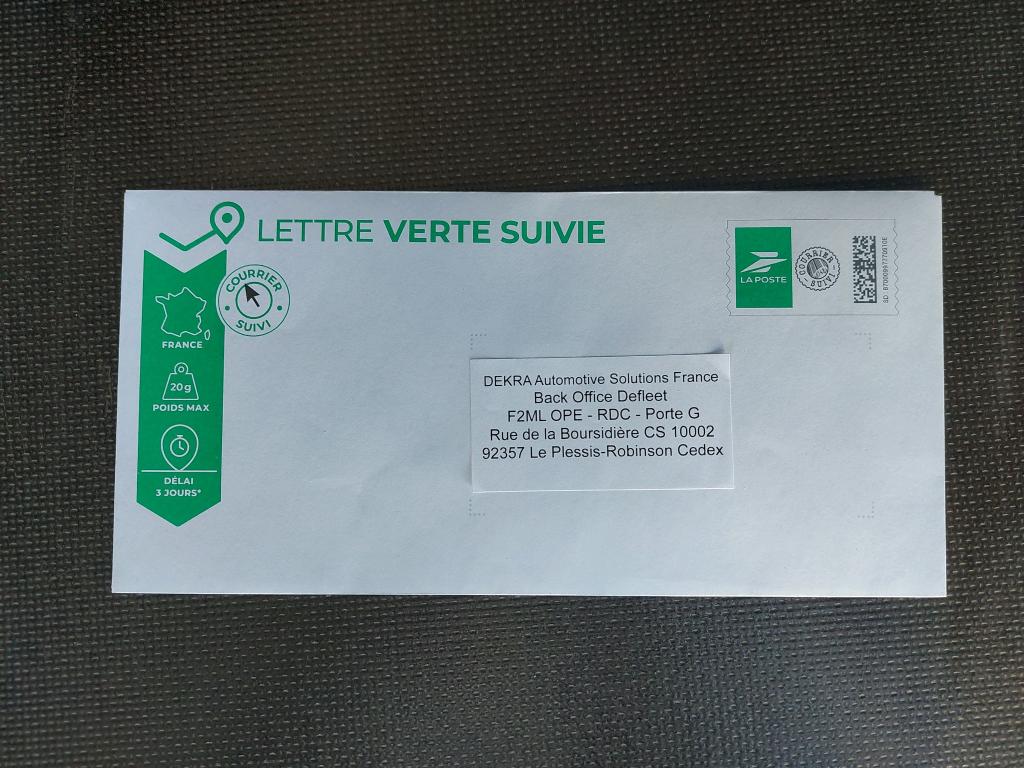 LETTRE VERTE SUIVIE
COURRIER
SUIVI
FRANCE
20 g
POIDS MAX
DÉLAI
3 JOURS*
LA POSTE
COURRIER
SUIVI
DEKRA Automotive Solutions France
Back Office Defleet
F2ML OPE - RDC - Porte G
Rue de la Boursidière CS 10002
92357 Le Plessis-Robinson Cedex